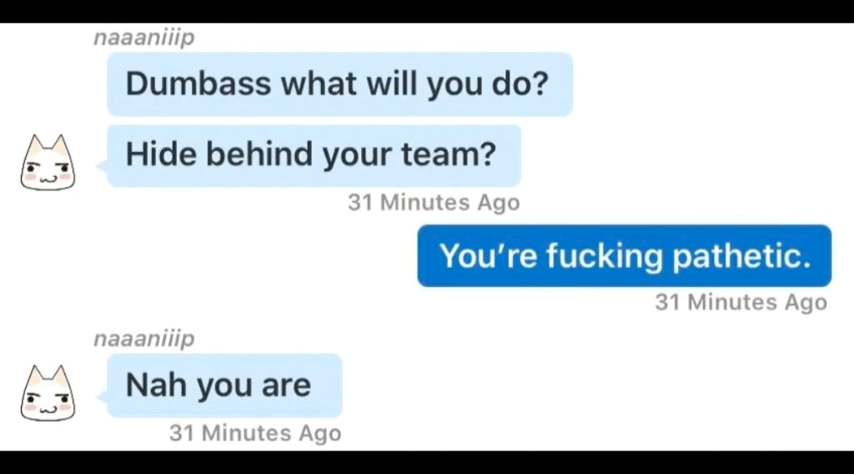 naaaniiip
Dumbass what will you do?
Hide behind your team?
31 Minutes Ago
You're fucking pathetic.
31 Minutes Ago
naaaniiip
Nah you are
31 Minutes Ago